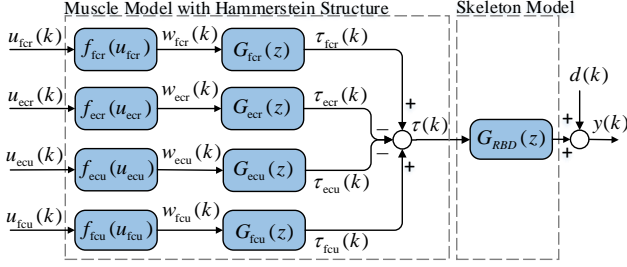 Muscle Model with Hammerstein Structure
Skeleton Model
u_fcr(k) f_fcr(u_fcr) w_fcr(k) G_fcr(z) τ_fcr(k)
+
d(k)
u_ecr(k) f_ecr(u_ecr) w_ecr(k) G_ecr(z) τ_ecr(k)
− τ(k) G_RBD(z) + y(k)
− +
u_ecu(k) f_ecu(u_ecu) w_ecu(k) G_ecu(z) τ_ecu(k)
+
u_fcu(k) f_fcu(u_fcu) w_fcu(k) G_fcu(z) τ_fcu(k)